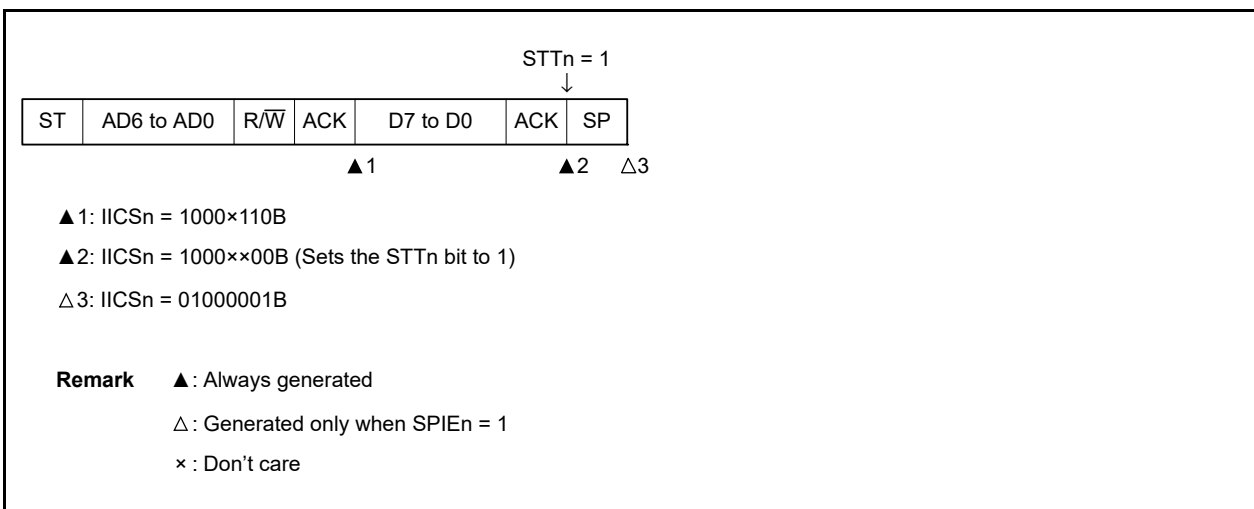 STTn = 1
↓
ST AD6 to AD0 R/W̅ ACK D7 to D0 ACK SP
▲1 ▲2 △3
▲1: IICSn = 1000×110B
▲2: IICSn = 1000××00B (Sets the STTn bit to 1)
△3: IICSn = 01000001B
Remark ▲: Always generated
△: Generated only when SPIEn = 1
×: Don't care